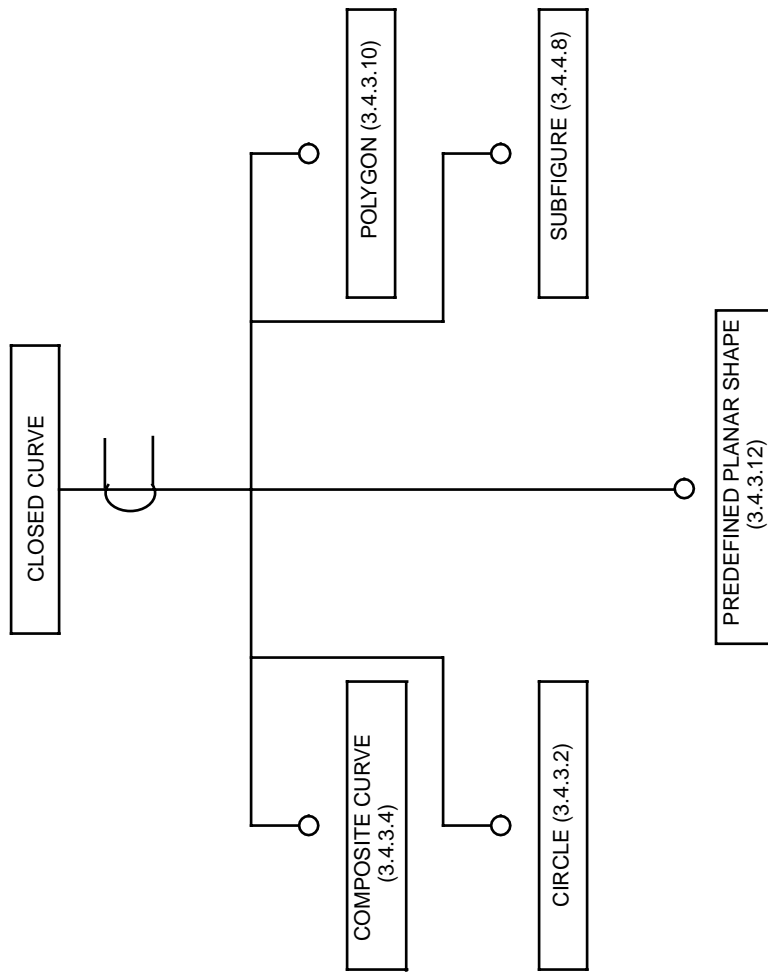 CLOSED CURVE
COMPOSITE CURVE
(3.4.3.4)
POLYGON (3.4.3.10)
CIRCLE (3.4.3.2)
SUBFIGURE (3.4.4.8)
PREDEFINED PLANAR SHAPE
(3.4.3.12)